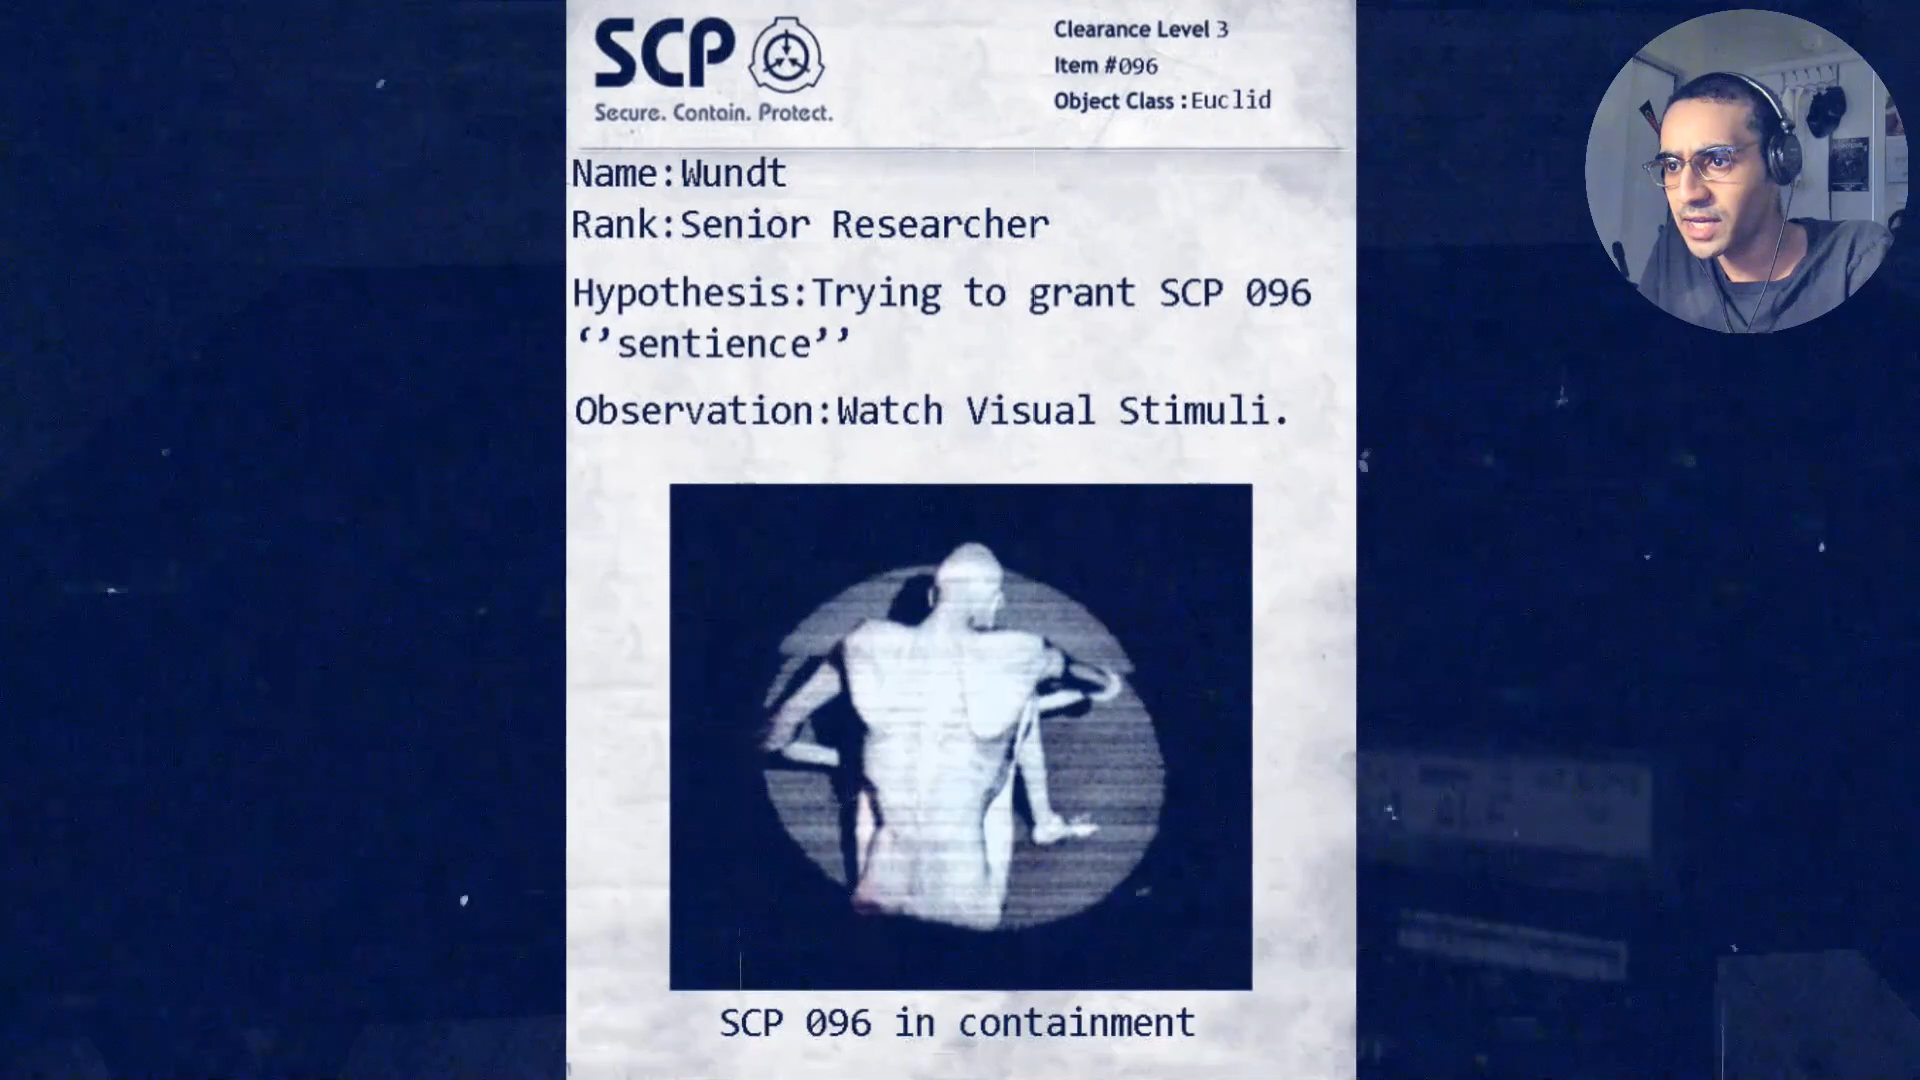 SCP
Secure. Contain. Protect.
Clearance Level 3
Item #096
Object Class :Euclid
Name:Wundt
Rank:Senior Researcher
Hypothesis:Trying to grant SCP 096
‘’sentience’’
Observation:Watch Visual Stimuli.
SCP 096 in containment